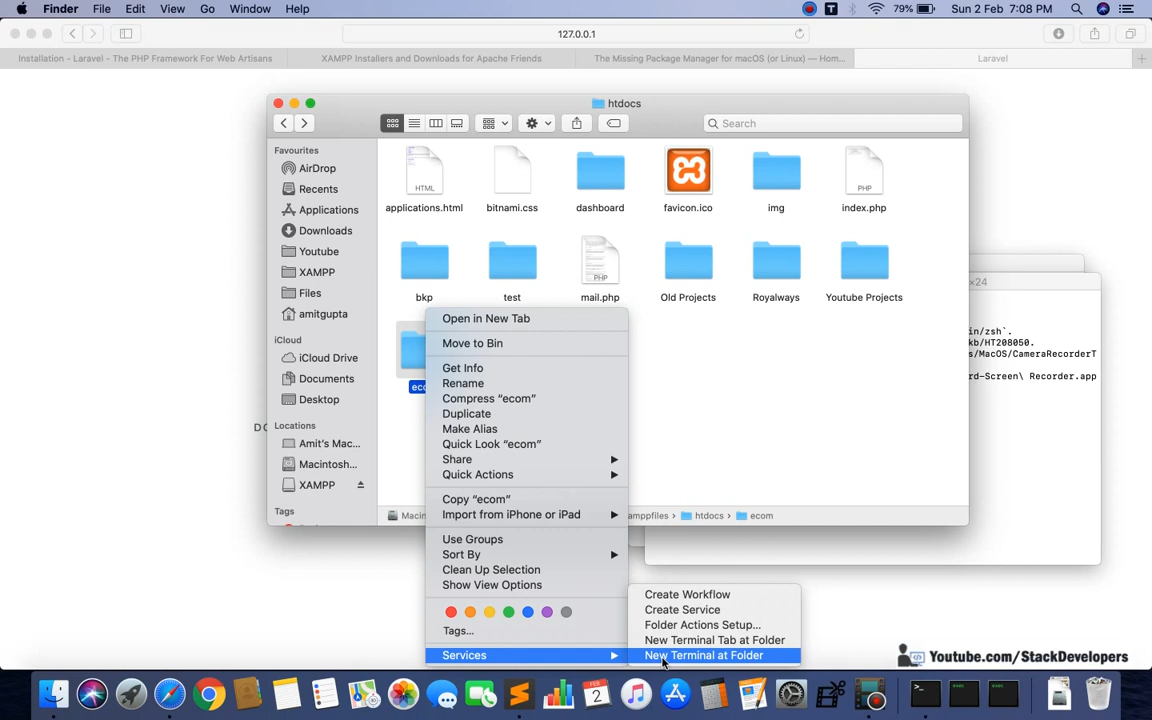 Finder File Edit View Go Window Help
T 79% Sun 2 Feb 7:08 PM
127.0.0.1
Installation - Laravel - The PHP Framework For Web Artisans
XAMPP Installers and Downloads for Apache Friends
The Missing Package Manager for macOS (or Linux) — Hom...
Laravel
htdocs
Search
Favourites
AirDrop
Recents
Applications
Downloads
Youtube
XAMPP
Files
amitgupta
iCloud
iCloud Drive
Documents
Desktop
Locations
Amit's Mac...
Macintosh...
XAMPP
Tags
HTML
PHP
applications.html
bitnami.css
dashboard
favicon.ico
img
index.php
PHP
bkp
test
mail.php
Old Projects
Royalways
Youtube Projects
Open in New Tab
Move to Bin
Get Info
Rename
Compress “ecom”
Duplicate
Make Alias
Quick Look “ecom”
Share
Quick Actions
Copy “ecom”
Import from iPhone or iPad
Use Groups
Sort By
Clean Up Selection
Show View Options
Tags...
Services
Create Workflow
Create Service
Folder Actions Setup...
New Terminal Tab at Folder
New Terminal at Folder
htdocs
ecom
in/zsh`.
kb/HT208050.
s/MacOS/CameraRecorderT
rd-Screen\ Recorder.app
Youtube.com/StackDevelopers
FEB
2